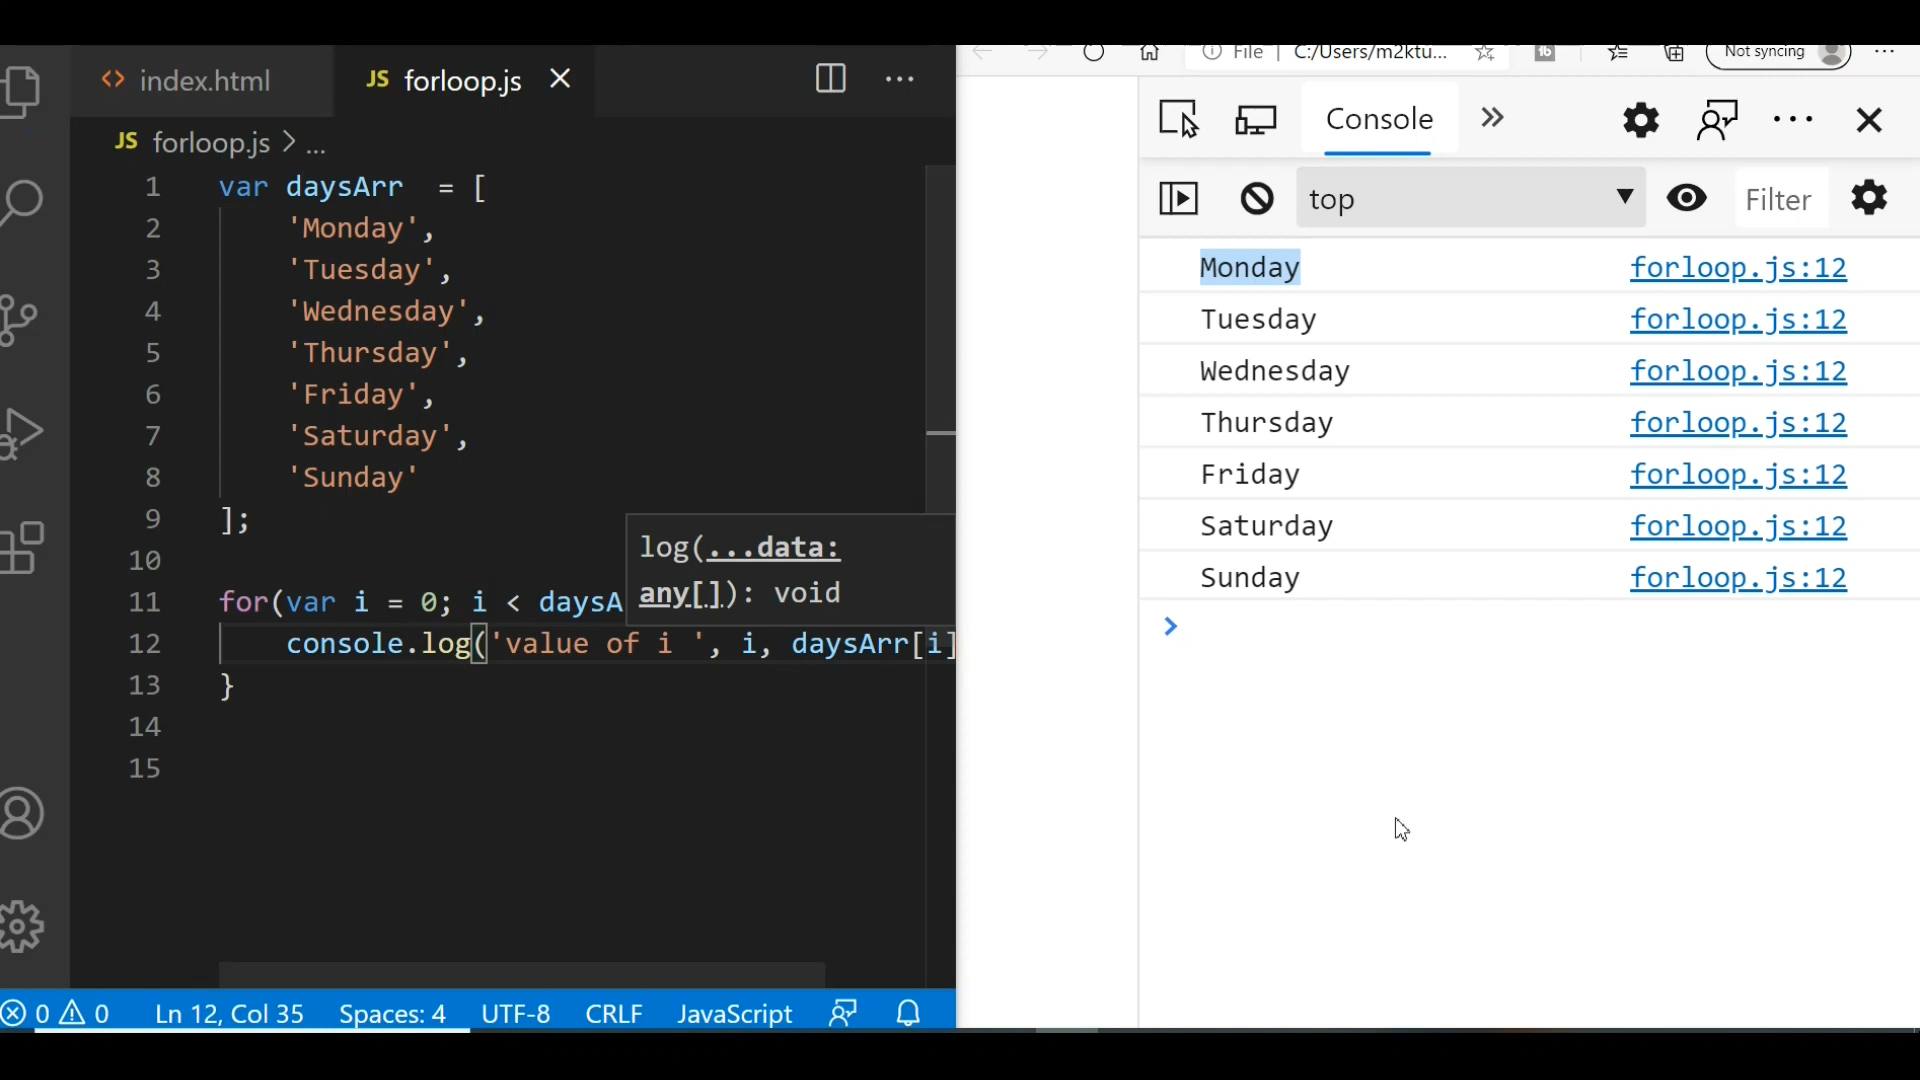 index.html
JS forloop.js
JS forloop.js > ...
1 var daysArr = [
2 'Monday',
3 'Tuesday',
4 'Wednesday',
5 'Thursday',
6 'Friday',
7 'Saturday',
8 'Sunday'
9 ];
10
11 for(var i = 0; i < daysA
12 console.log('value of i ', i, daysArr[i]
13 }
14
15
log(...data:
any[]): void
0 0 Ln 12, Col 35 Spaces: 4 UTF-8 CRLF JavaScript
File | C:/Users/m2ktu... Not syncing
Console
top Filter
Monday forloop.js:12
Tuesday forloop.js:12
Wednesday forloop.js:12
Thursday forloop.js:12
Friday forloop.js:12
Saturday forloop.js:12
Sunday forloop.js:12